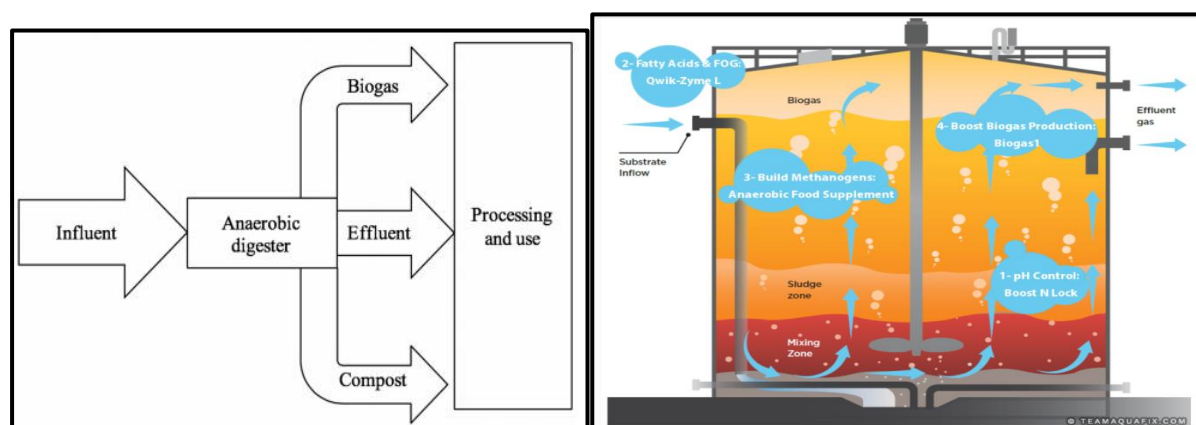 Biogas
Influent
Anaerobic
digester
Effluent
Processing
and use
Compost
2- Fatty Acids & FOG:
Qwik-Zyme L
Biogas
4- Boost Biogas Production:
Biogas1
Effluent
gas
Substrate
Inflow
3- Build Methanogens:
Anaerobic Food Supplement
Sludge
zone
1- pH Control:
Boost N Lock
Mixing
Zone
© TEAMAQUAFIX.COM